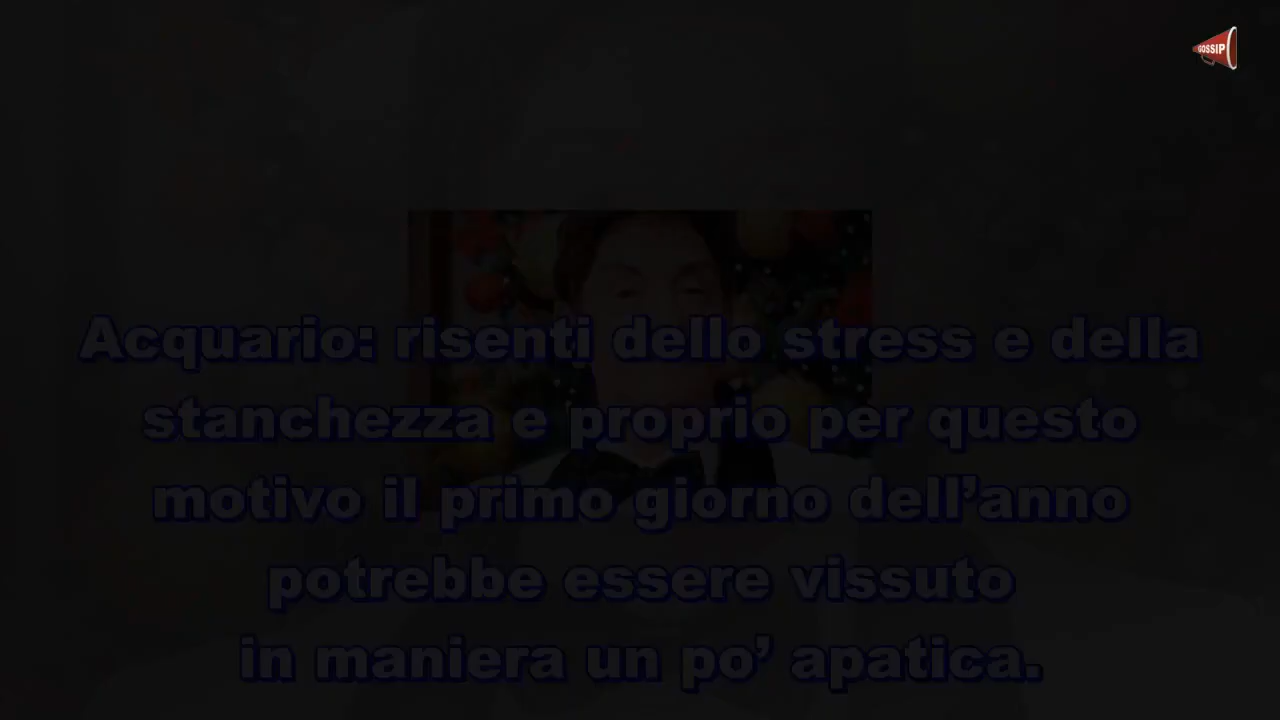 GOSSIP
Acquario: risenti dello stress e della
stanchezza e proprio per questo
motivo il primo giorno dell’anno
potrebbe essere vissuto
in maniera un po’ apatica.